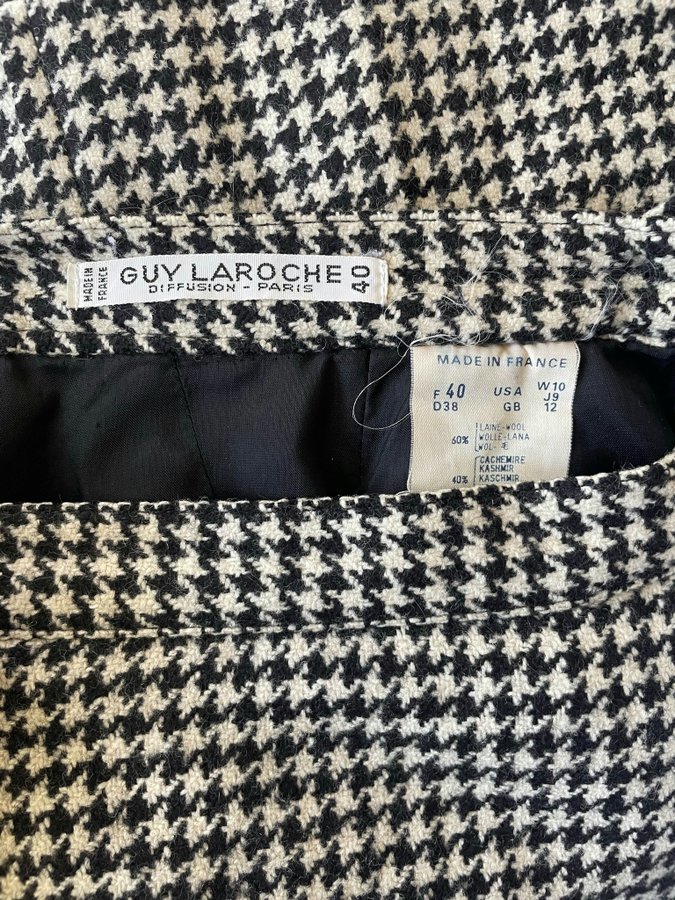 MADE IN
FRANCE
GUY LAROCHE
DIFFUSION - PARIS
40
MADE IN FRANCE
F 40 USA W10
J9
D38 GB 12
60% LAINE-WOOL
WOLLE-LANA
WOL-
40% CACHEMIRE
KASHMIR
KASCHMIR